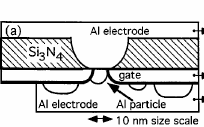 (a)
Al electrode
Si3N4
gate
Al electrode
Al particle
10 nm size scale